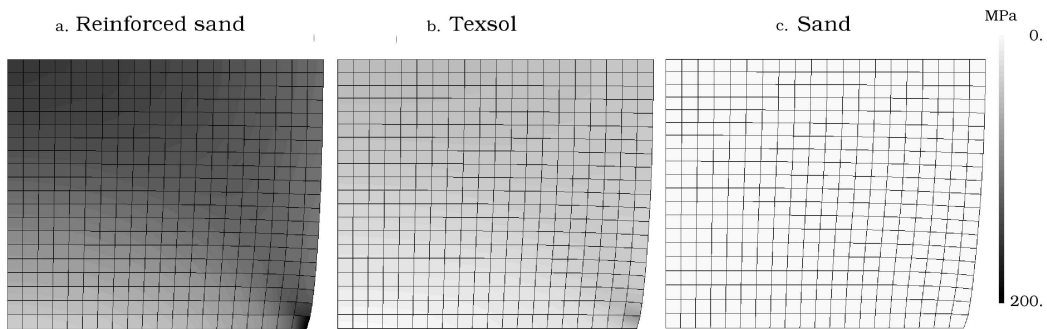 a. Reinforced sand
b. Texsol
c. Sand
MPa
0.
200.